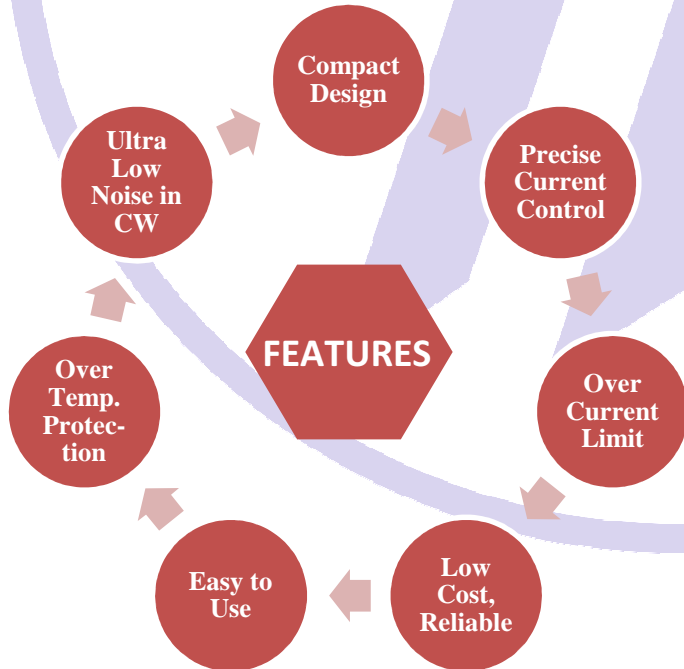 Compact
Design
Precise
Current
Control
Over
Current
Limit
Low
Cost,
Reliable
Easy to
Use
Over
Temp.
Protec-
tion
Ultra
Low
Noise in
CW
FEATURES